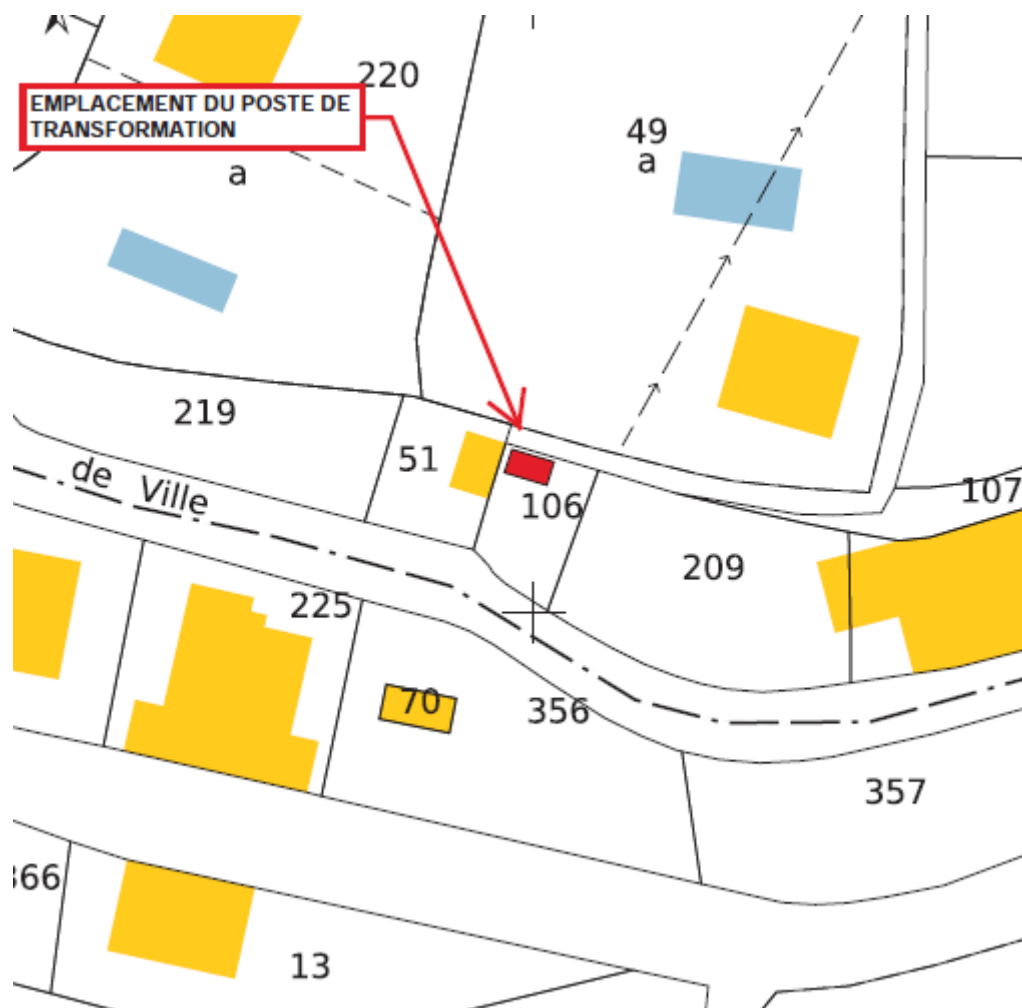 220
EMPLACEMENT DU POSTE DE
TRANSFORMATION
49
a
a
219
51
de Ville
106
107
209
225
70
356
357
366
13